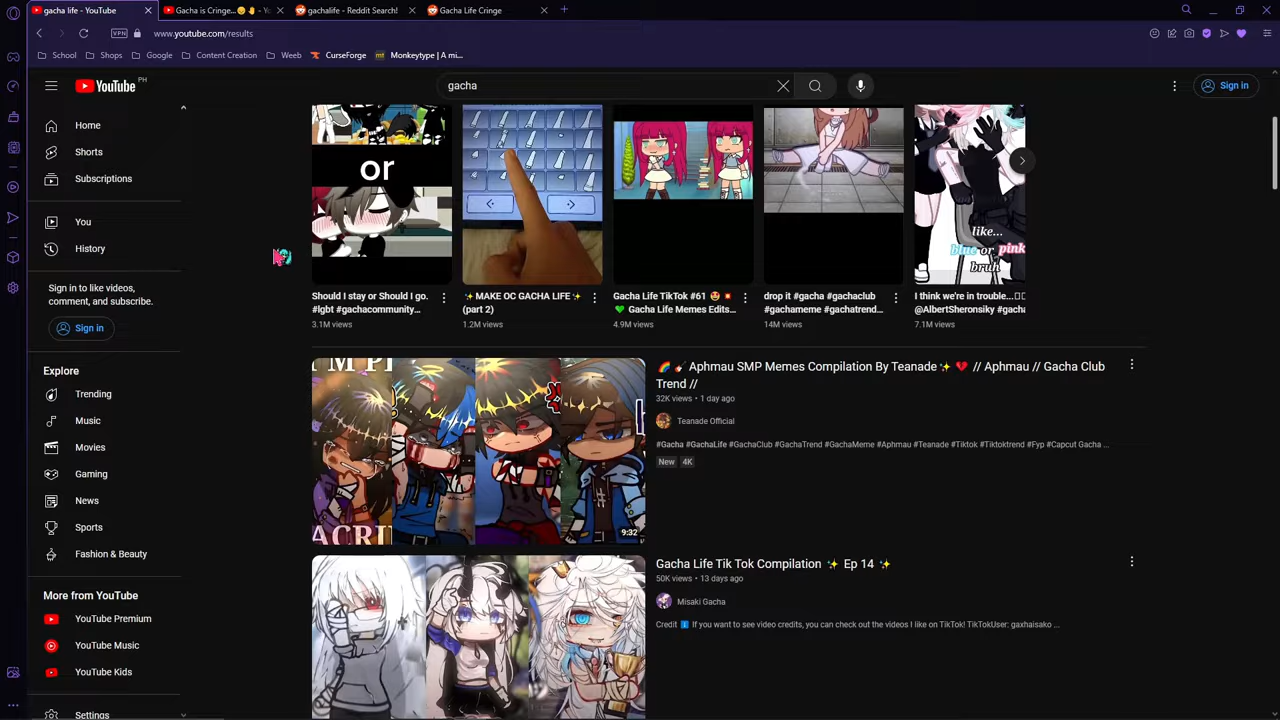 gacha life - YouTube
Gacha is Cringe...😔🤚 - Yo
gachalife - Reddit Search!
Gacha Life Cringe
VPN
www.youtube.com/results
School
Shops
Google
Content Creation
Weeb
CurseForge
Monkeytype | A mi...
YouTube PH
gacha
Sign in
Home
Shorts
Subscriptions
You
History
Sign in to like videos,
comment, and subscribe.
Sign in
Explore
Trending
Music
Movies
Gaming
News
Sports
Fashion & Beauty
More from YouTube
YouTube Premium
YouTube Music
YouTube Kids
Settings
or
like...
blue or pink
bruh
Should I stay or Should I go.
#lgbt #gachacommunity...
3.1M views
✨ MAKE OC GACHA LIFE ✨
(part 2)
1.2M views
Gacha Life TikTok #61 🤩 💥
💚 Gacha Life Memes Edits...
4.9M views
drop it #gacha #gachaclub
#gachameme #gachatrend...
14M views
I think we're in trouble...
@AlbertSheronsiky #gacha
7.1M views
9:32
🌈 🎸 Aphmau SMP Memes Compilation By Teanade✨ 💔 // Aphmau // Gacha Club
Trend //
32K views • 1 day ago
Teanade Official
#Gacha #GachaLife #GachaClub #GachaTrend #GachaMeme #Aphmau #Teanade #Tiktok #Tiktoktrend #Fyp #Capcut Gacha ...
New
4K
Gacha Life Tik Tok Compilation ✨ Ep 14 ✨
50K views • 13 days ago
Misaki Gacha
Credit ℹ️ If you want to see video credits, you can check out the videos I like on TikTok! TikTokUser: gaxhaisako ...